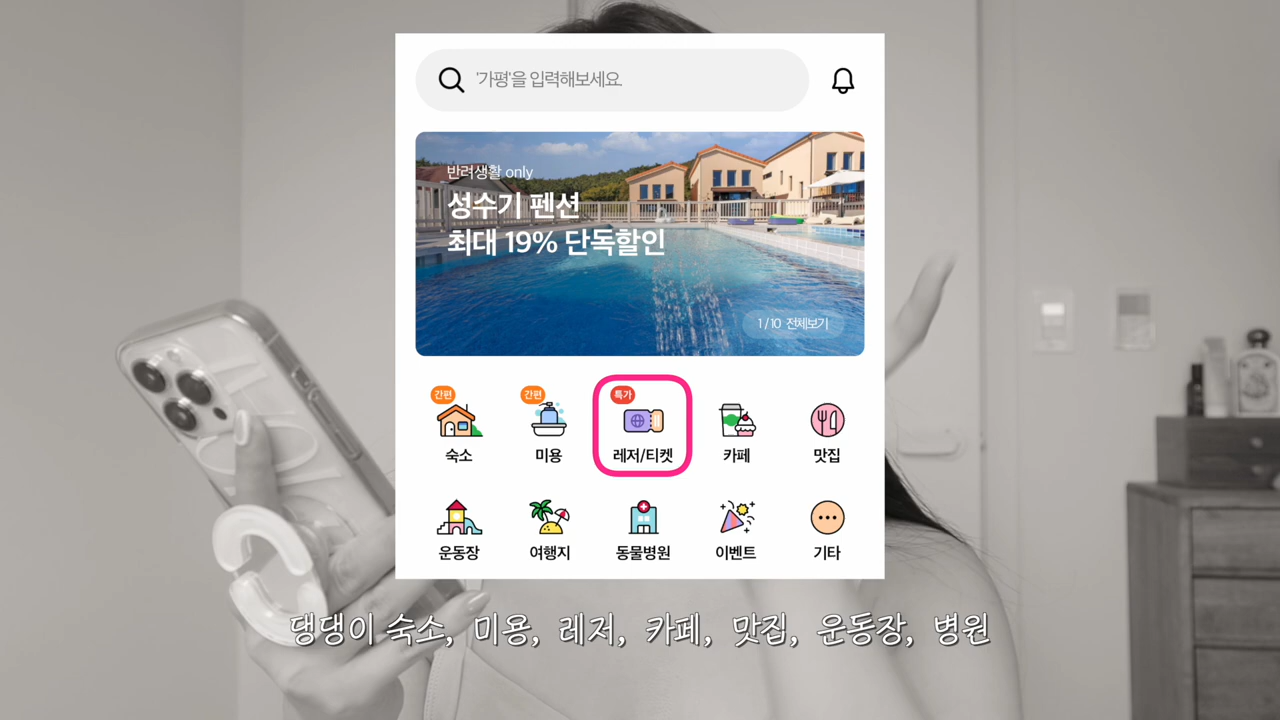 '가평'을 입력해보세요.
반려생활 only
성수기 펜션
최대 19% 단독할인
1/10 전체보기
간편 간편 특가
숙소 미용 레저/티켓 카페 맛집
운동장 여행지 동물병원 이벤트 기타
댕댕이 숙소, 미용, 레저, 카페, 맛집, 운동장, 병원